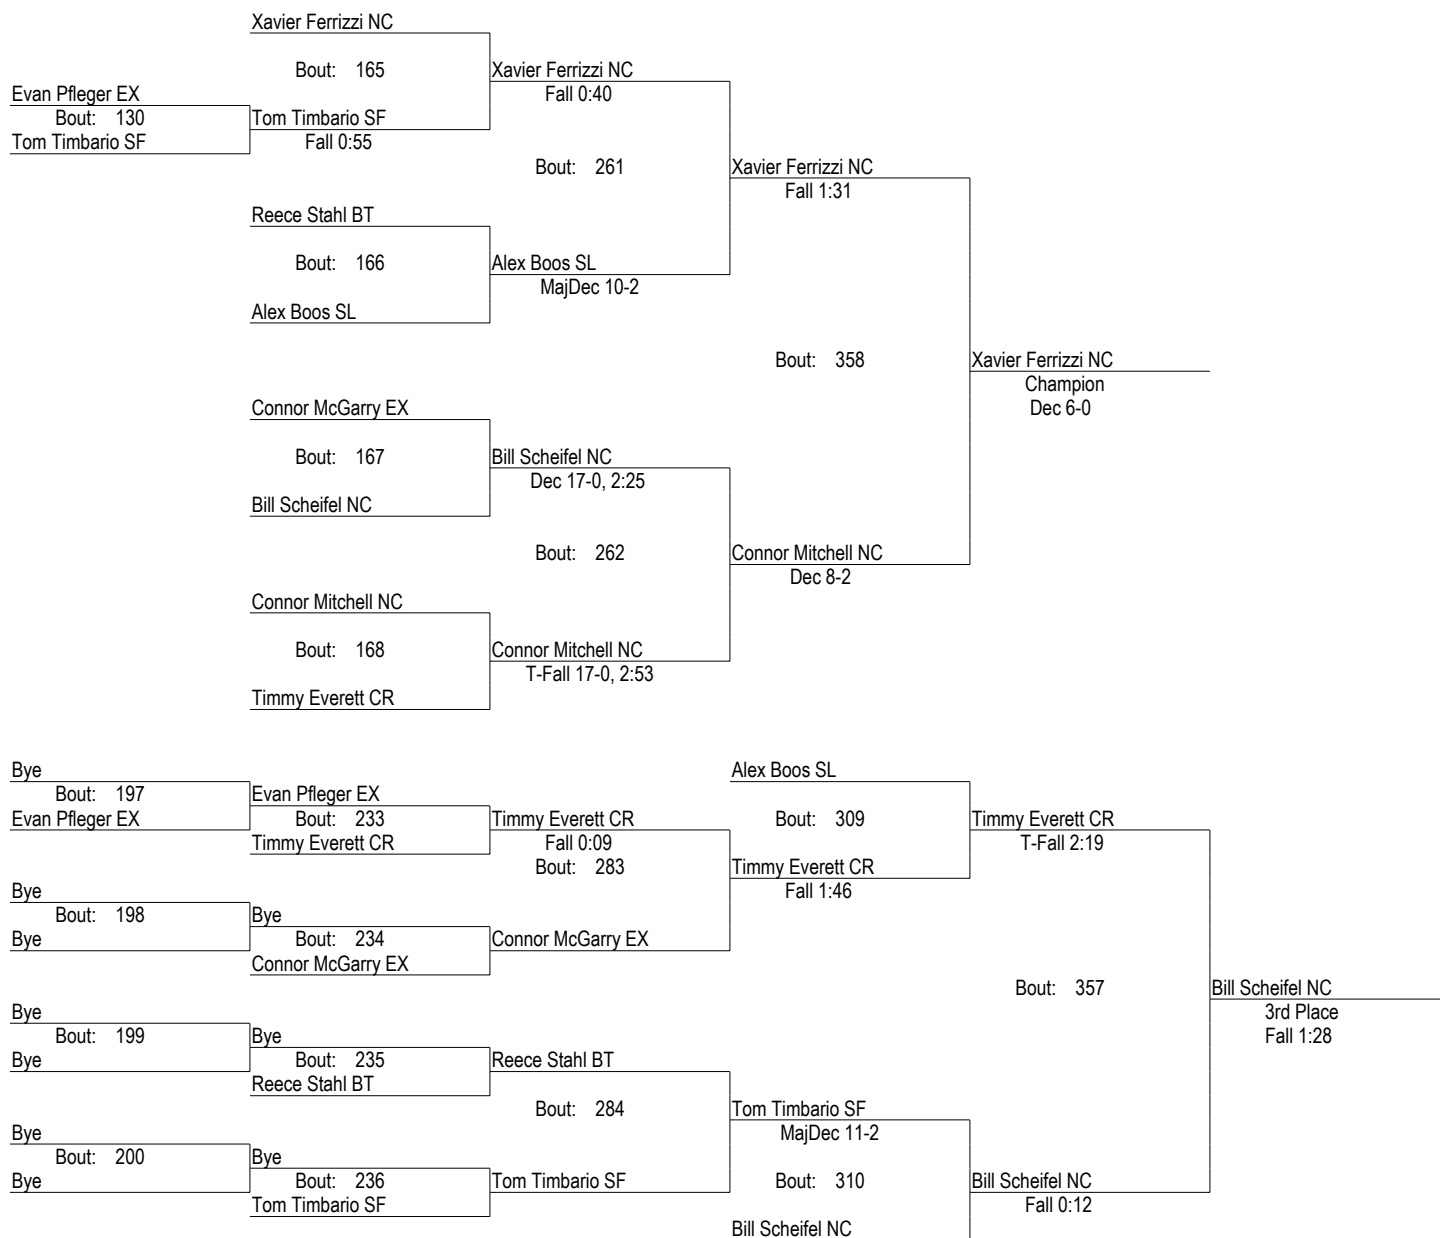 Xavier Ferrizzi NC
Bout: 165
Xavier Ferrizzi NC
Evan Pfleger EX
Fall 0:40
Bout: 130
Tom Timbario SF
Tom Timbario SF
Fall 0:55
Bout: 261
Xavier Ferrizzi NC
Fall 1:31
Reece Stahl BT
Bout: 166
Alex Boos SL
MajDec 10-2
Alex Boos SL
Bout: 358
Xavier Ferrizzi NC
Champion
Dec 6-0
Connor McGarry EX
Bout: 167
Bill Scheifel NC
Dec 17-0, 2:25
Bill Scheifel NC
Bout: 262
Connor Mitchell NC
Dec 8-2
Connor Mitchell NC
Bout: 168
Connor Mitchell NC
T-Fall 17-0, 2:53
Timmy Everett CR
Bye
Alex Boos SL
Bout: 197
Evan Pfleger EX
Evan Pfleger EX
Bout: 233
Timmy Everett CR
Bout: 309
Timmy Everett CR
Timmy Everett CR
Fall 0:09
T-Fall 2:19
Bout: 283
Timmy Everett CR
Fall 1:46
Bye
Bout: 198
Bye
Bye
Bout: 234
Connor McGarry EX
Connor McGarry EX
Bout: 357
Bill Scheifel NC
3rd Place
Fall 1:28
Bye
Bout: 199
Bye
Bye
Bout: 235
Reece Stahl BT
Reece Stahl BT
Bout: 284
Tom Timbario SF
MajDec 11-2
Bye
Bout: 200
Bye
Bye
Bout: 236
Tom Timbario SF
Bout: 310
Bill Scheifel NC
Tom Timbario SF
Fall 0:12
Bill Scheifel NC